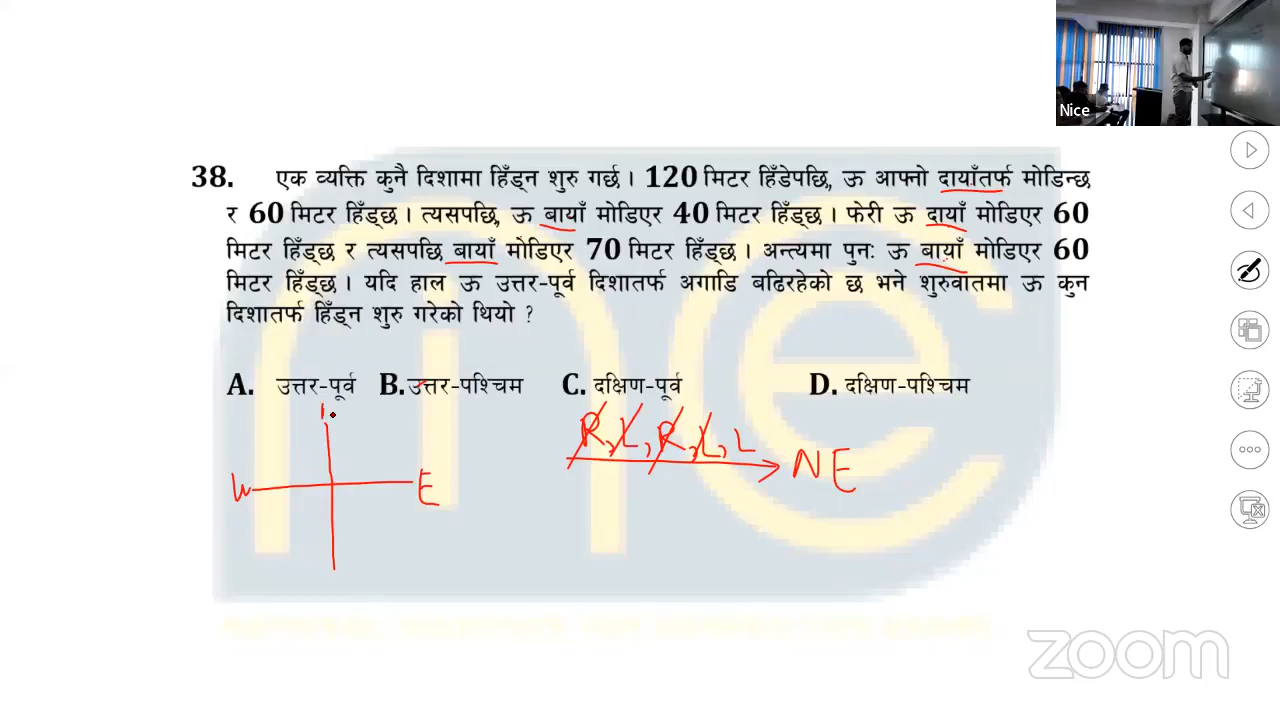 Nice
38. एक व्यक्ति कुनै दिशामा हिँड्न शुरु गर्छ । 120 मिटर हिँडेपछि, ऊ आफ्नो दायाँतर्फ मोडिन्छ
र 60 मिटर हिँड्छ । त्यसपछि, ऊ बायाँ मोडिएर 40 मिटर हिँड्छ । फेरी ऊ दायाँ मोडिएर 60
मिटर हिँड्छ र त्यसपछि बायाँ मोडिएर 70 मिटर हिँड्छ । अन्त्यमा पुनः ऊ बायाँ मोडिएर 60
मिटर हिँड्छ । यदि हाल ऊ उत्तर-पूर्व दिशातर्फ अगाडि बढिरहेको छ भने शुरुवातमा ऊ कुन
दिशातर्फ हिँड्न शुरु गरेको थियो ?
A. उत्तर-पूर्व B. उत्तर-पश्चिम C. दक्षिण-पूर्व D. दक्षिण-पश्चिम
R, L, R, L, L
NE
W E
nice
zoom